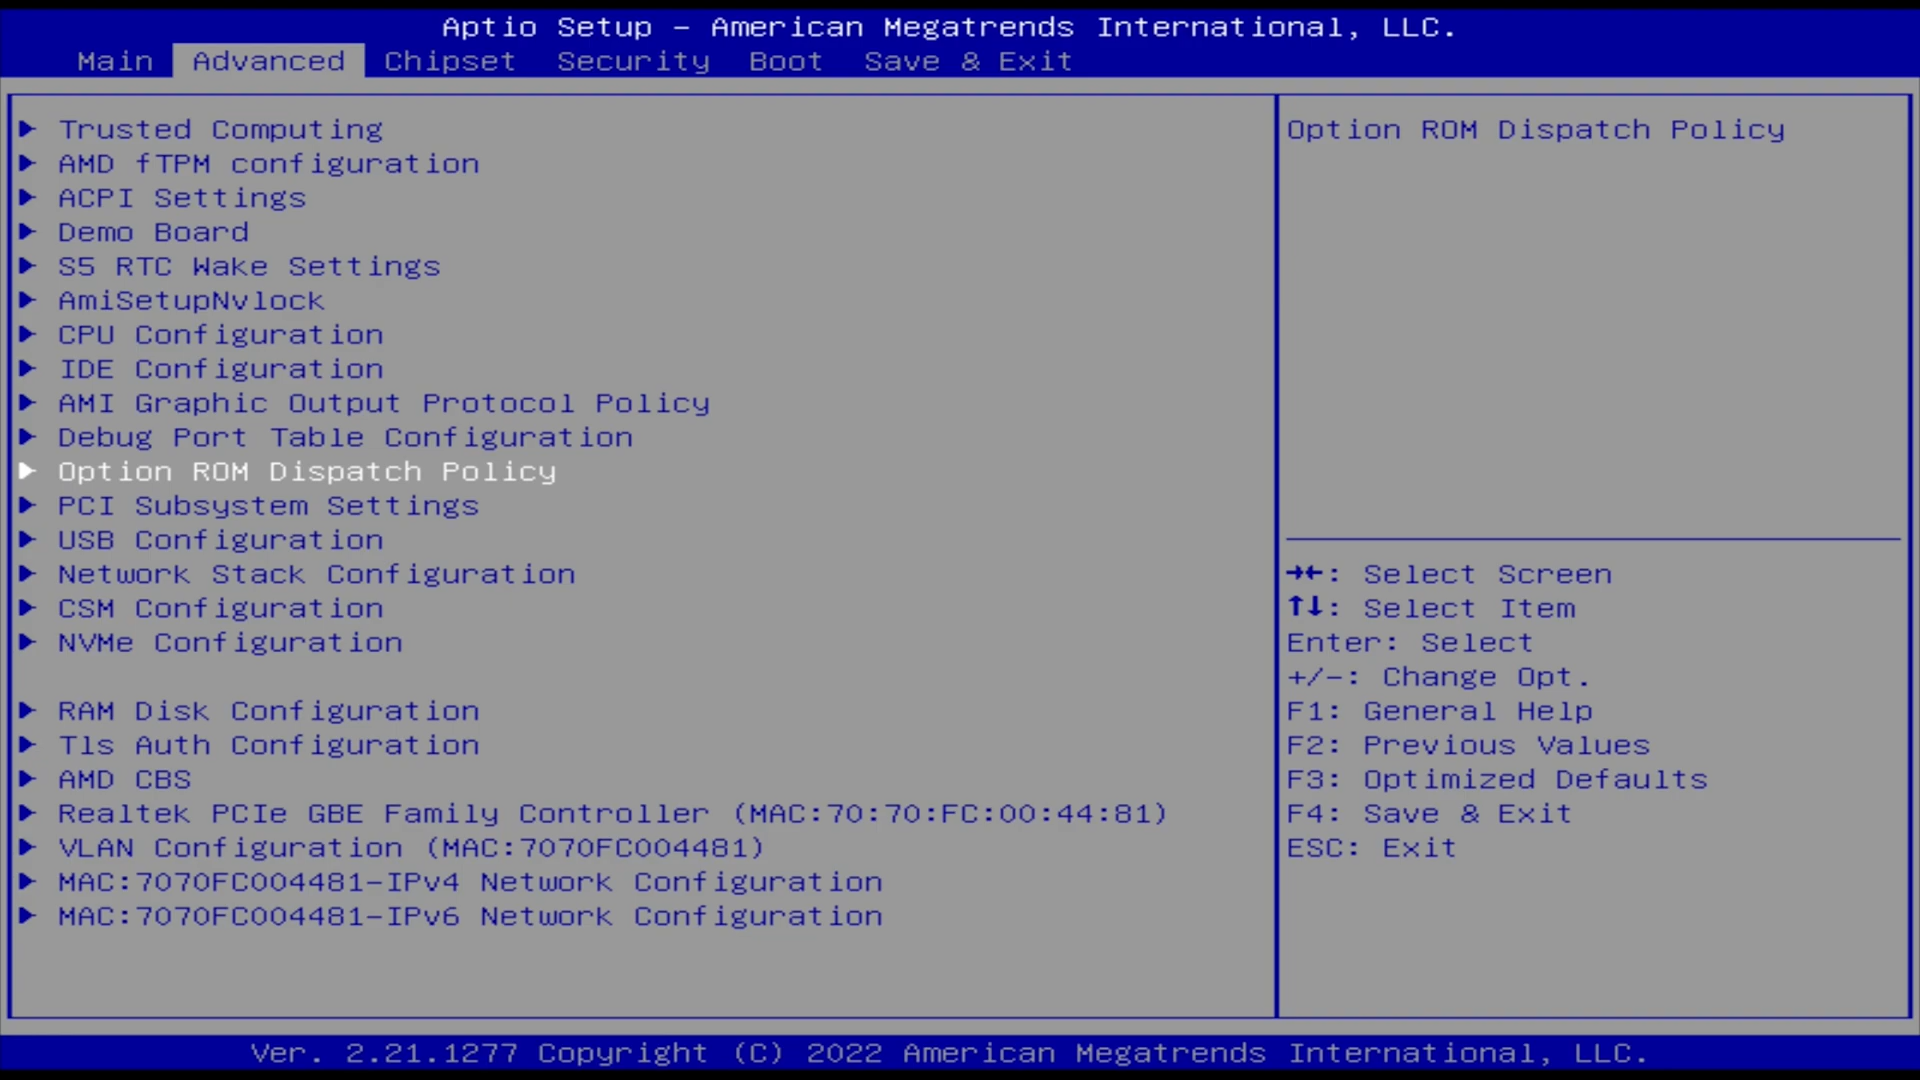 Aptio Setup – American Megatrends International, LLC.
Main Advanced Chipset Security Boot Save & Exit
Trusted Computing
AMD fTPM configuration
ACPI Settings
Demo Board
S5 RTC Wake Settings
AmiSetupNvlock
CPU Configuration
IDE Configuration
AMI Graphic Output Protocol Policy
Debug Port Table Configuration
Option ROM Dispatch Policy
PCI Subsystem Settings
USB Configuration
Network Stack Configuration
CSM Configuration
NVMe Configuration
RAM Disk Configuration
Tls Auth Configuration
AMD CBS
Realtek PCIe GBE Family Controller (MAC:70:70:FC:00:44:81)
VLAN Configuration (MAC:7070FC004481)
MAC:7070FC004481-IPv4 Network Configuration
MAC:7070FC004481-IPv6 Network Configuration
Option ROM Dispatch Policy
→←: Select Screen
↑↓: Select Item
Enter: Select
+/-: Change Opt.
F1: General Help
F2: Previous Values
F3: Optimized Defaults
F4: Save & Exit
ESC: Exit
Ver. 2.21.1277 Copyright (C) 2022 American Megatrends International, LLC.